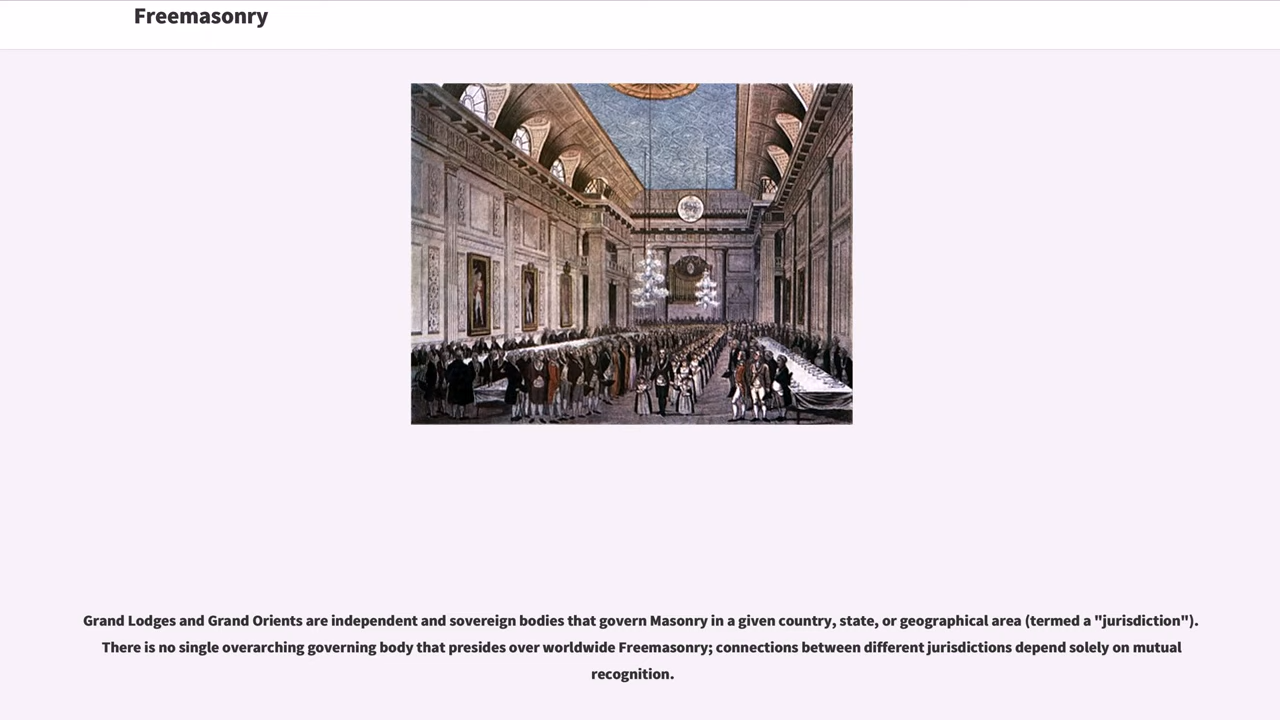 Freemasonry
Grand Lodges and Grand Orients are independent and sovereign bodies that govern Masonry in a given country, state, or geographical area (termed a "jurisdiction").
There is no single overarching governing body that presides over worldwide Freemasonry; connections between different jurisdictions depend solely on mutual
recognition.